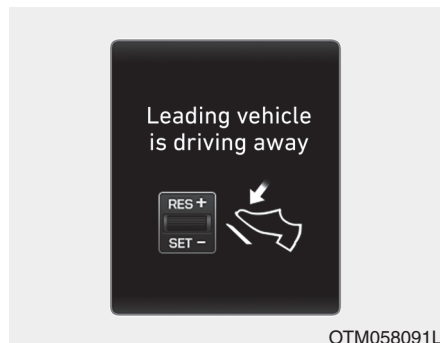 Leading vehicle
is driving away
RES +
SET −
OTM058091L